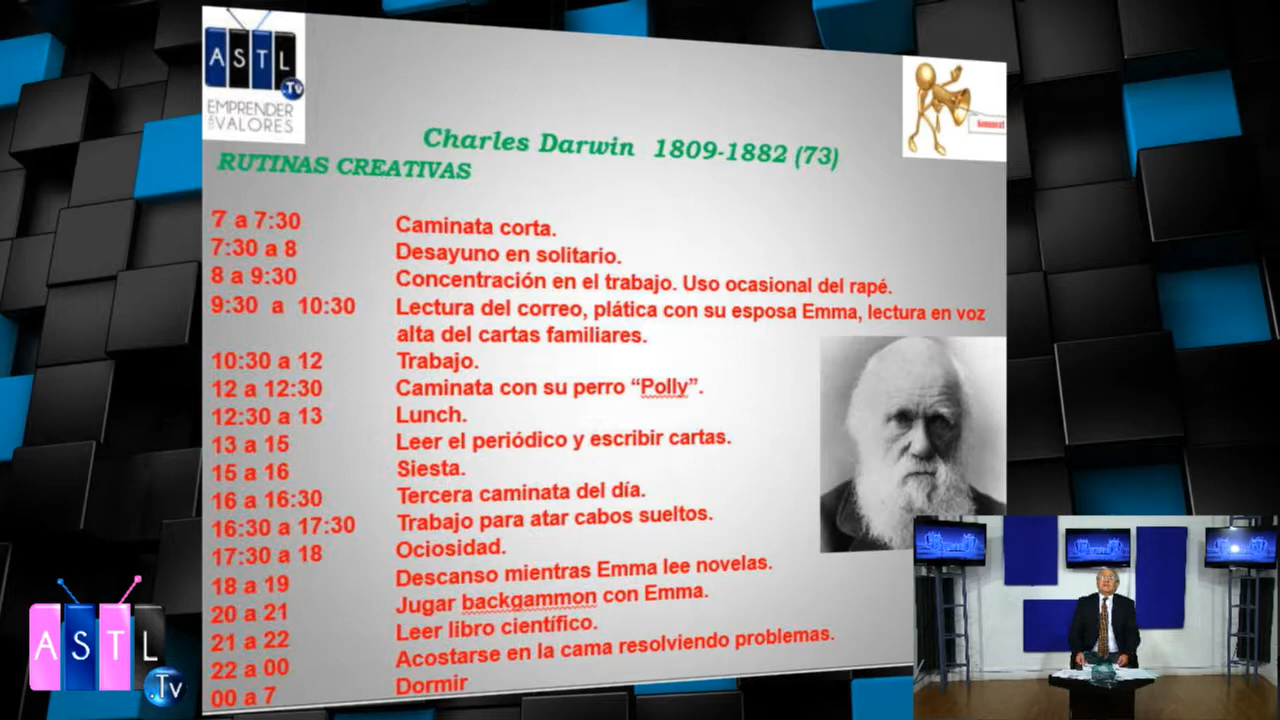 ASTL
.Tv
EMPRENDER
CON VALORES
Charles Darwin 1809-1882 (73)
RUTINAS CREATIVAS
7 a 7:30 Caminata corta.
7:30 a 8 Desayuno en solitario.
8 a 9:30 Concentración en el trabajo. Uso ocasional del rapé.
9:30 a 10:30 Lectura del correo, plática con su esposa Emma, lectura en voz
alta del cartas familiares.
10:30 a 12 Trabajo.
12 a 12:30 Caminata con su perro “Polly”.
12:30 a 13 Lunch.
13 a 15 Leer el periódico y escribir cartas.
15 a 16 Siesta.
16 a 16:30 Tercera caminata del día.
16:30 a 17:30 Trabajo para atar cabos sueltos.
17:30 a 18 Ociosidad.
18 a 19 Descanso mientras Emma lee novelas.
20 a 21 Jugar backgammon con Emma.
21 a 22 Leer libro científico.
22 a 00 Acostarse en la cama resolviendo problemas.
00 a 7 Dormir
ASTL
.Tv